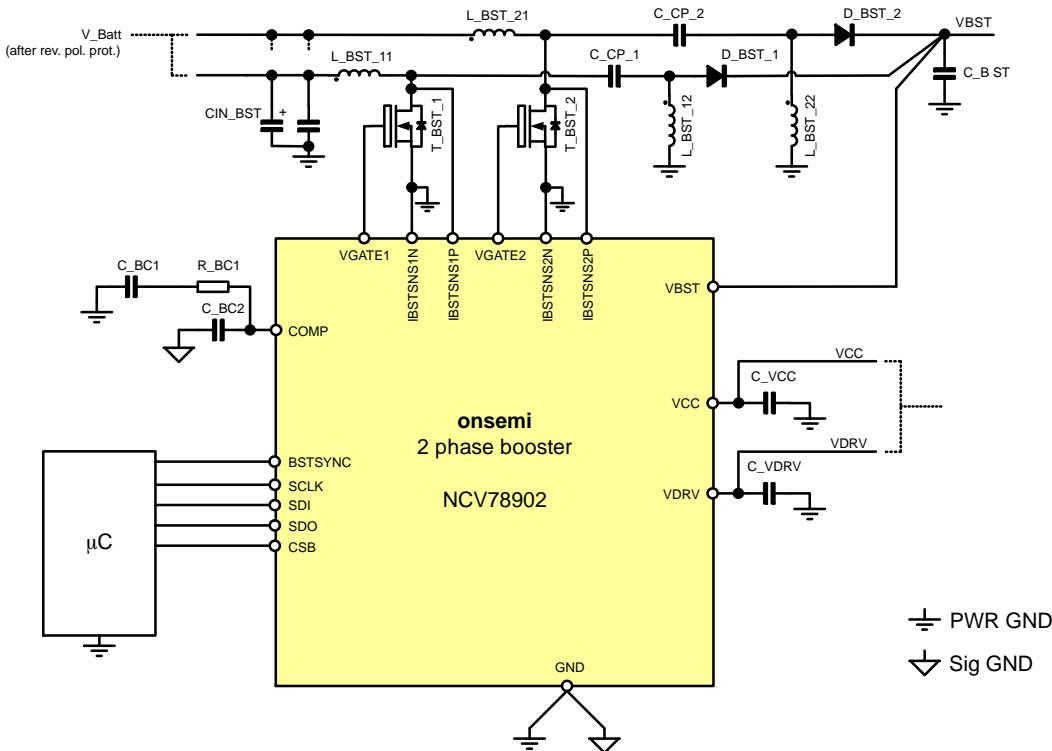 L_BST_21
C_CP_2
D_BST_2
VBST
V_Batt
(after rev. pol. prot.)
L_BST_11
C_CP_1
D_BST_1
C_B ST
CIN_BST
+
T_BST_1
T_BST_2
L_BST_12
L_BST_22
VGATE1
IBSTSNS1N
IBSTSNS1P
VGATE2
IBSTSNS2N
IBSTSNS2P
C_BC1
R_BC1
VBST
C_BC2
COMP
VCC
C_VCC
VCC
onsemi
2 phase booster
NCV78902
VDRV
C_VDRV
VDRV
BSTSYNC
SCLK
SDI
SDO
CSB
μC
PWR GND
Sig GND
GND